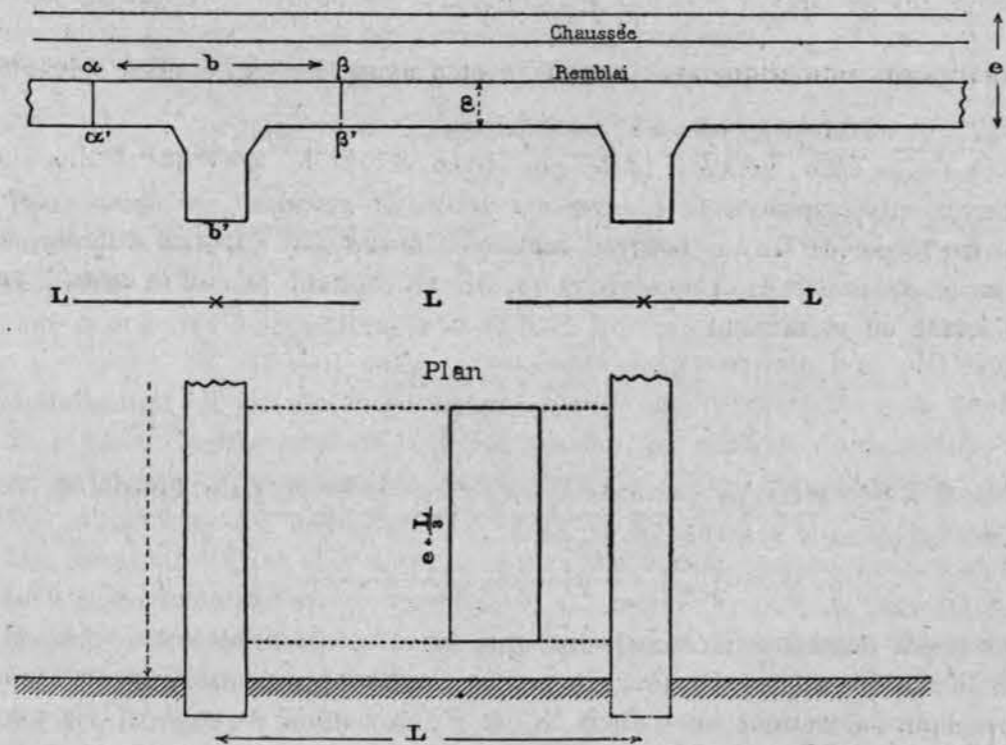 Chaussée
e
α b β
Remblai
ε
α' β'
b'
L L L
Plan
e + L/3
L